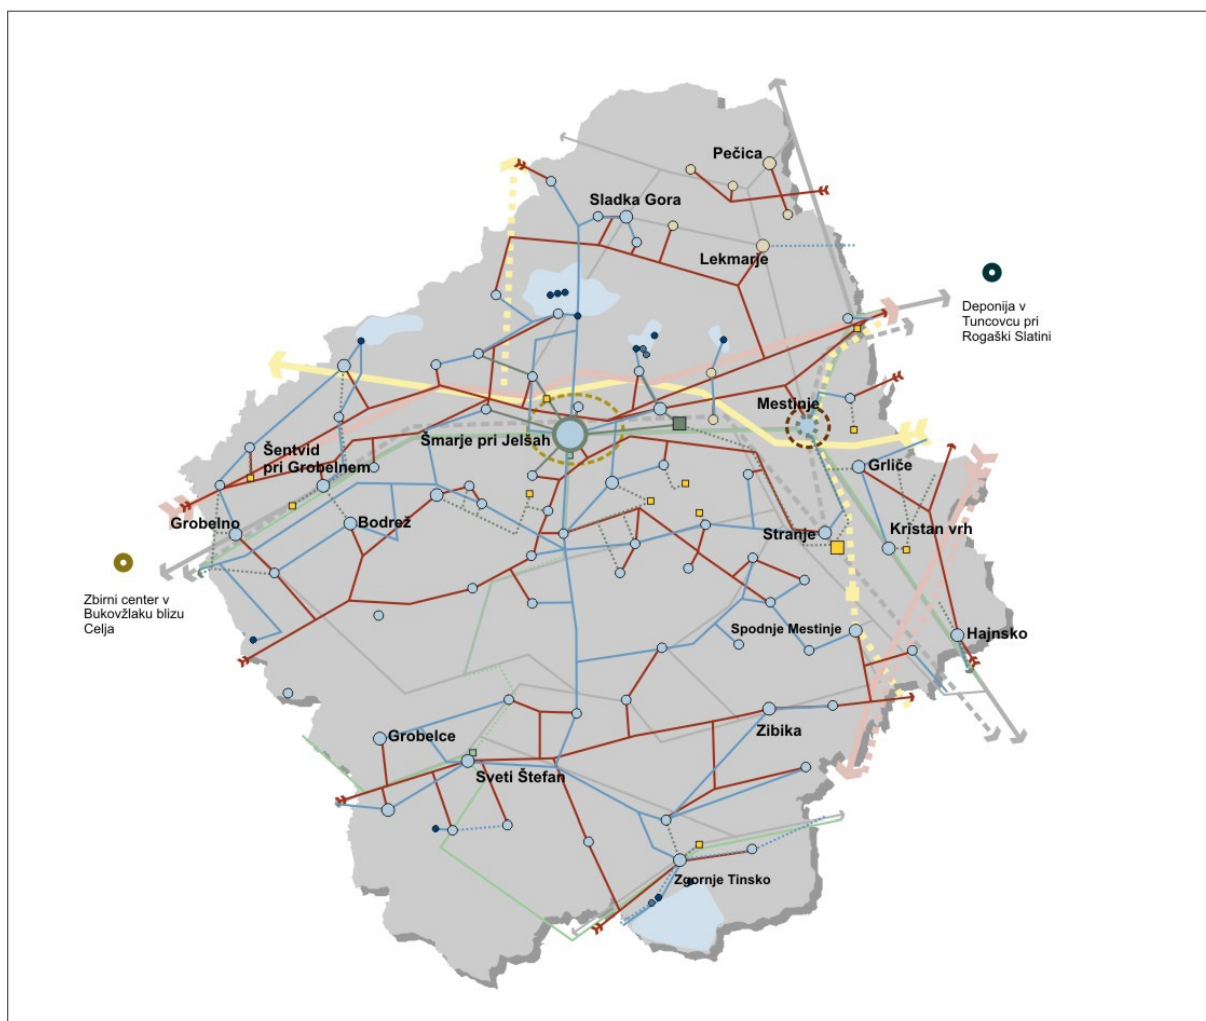 Pečica
Sladka Gora
Lekmarje
Deponija v
Tuncovcu pri
Rogaški Slatini
Mestinje
Šmarje pri Jelšah
Šentvid
pri Grobelnem
Grliče
Grobelno
Bodrež
Stranje
Kristan vrh
Zbirni center v
Bukovžlaku blizu
Celja
Spodnje Mestinje
Hajnsko
Grobelce
Zibika
Sveti Štefan
Zgornje Tinsko